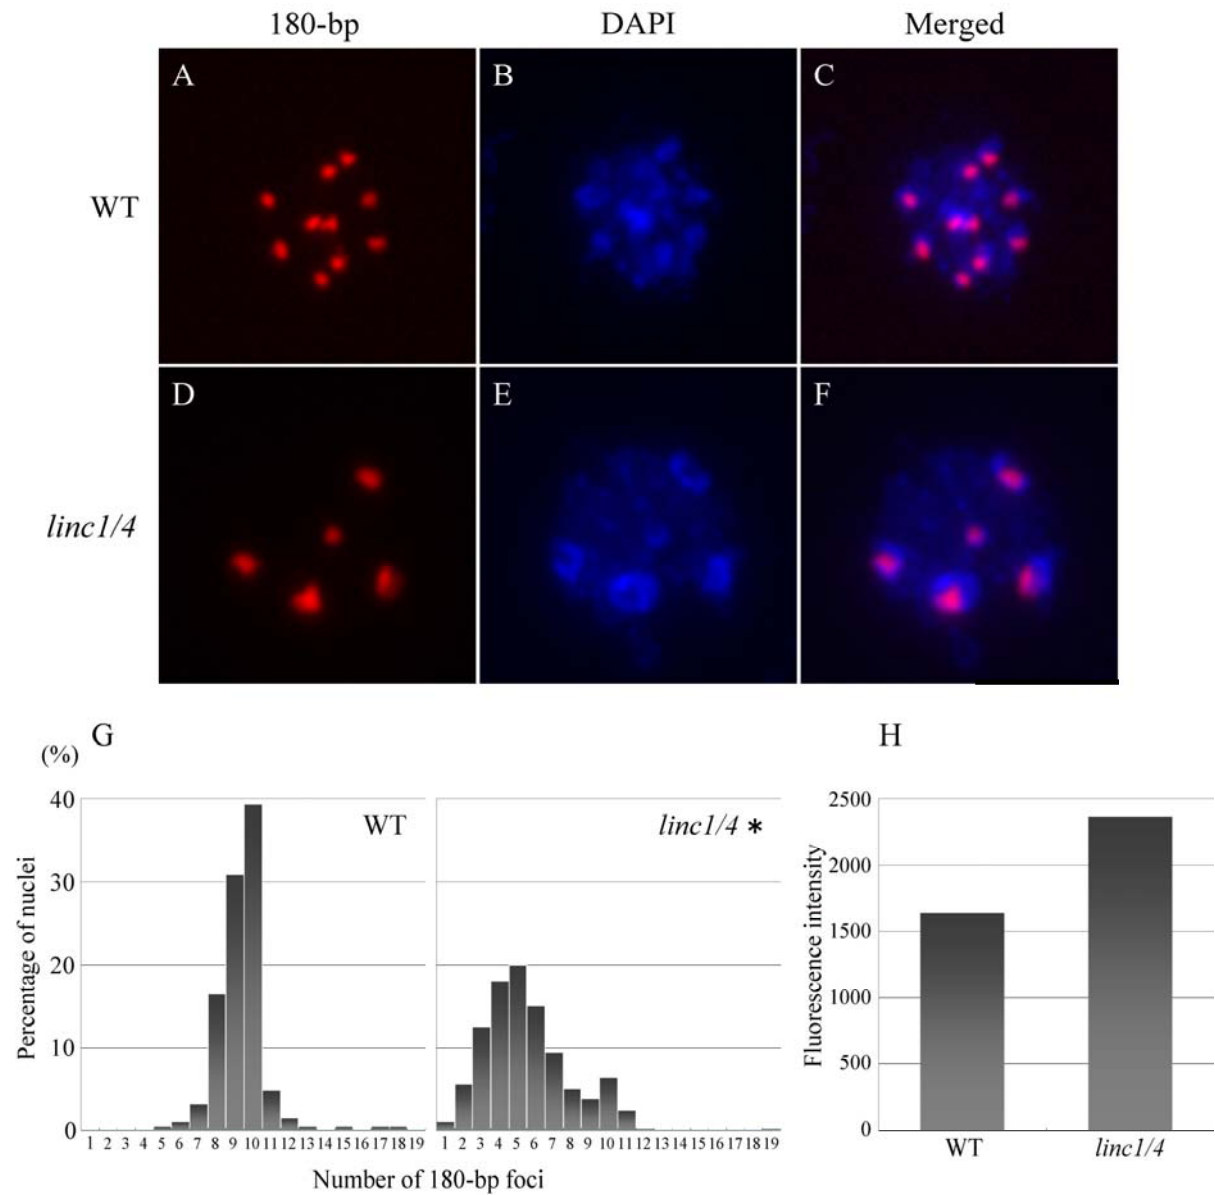 180-bp DAPI Merged
A B C
WT
D E F
linc1/4
G H
(%)
40 WT linc1/4 *
30
20
10
0
Percentage of nuclei
1 2 3 4 5 6 7 8 9 10 11 12 13 14 15 16 17 18 19 1 2 3 4 5 6 7 8 9 10 11 12 13 14 15 16 17 18 19
Number of 180-bp foci
2500
2000
1500
1000
500
0
Fluorescence intensity
WT linc1/4